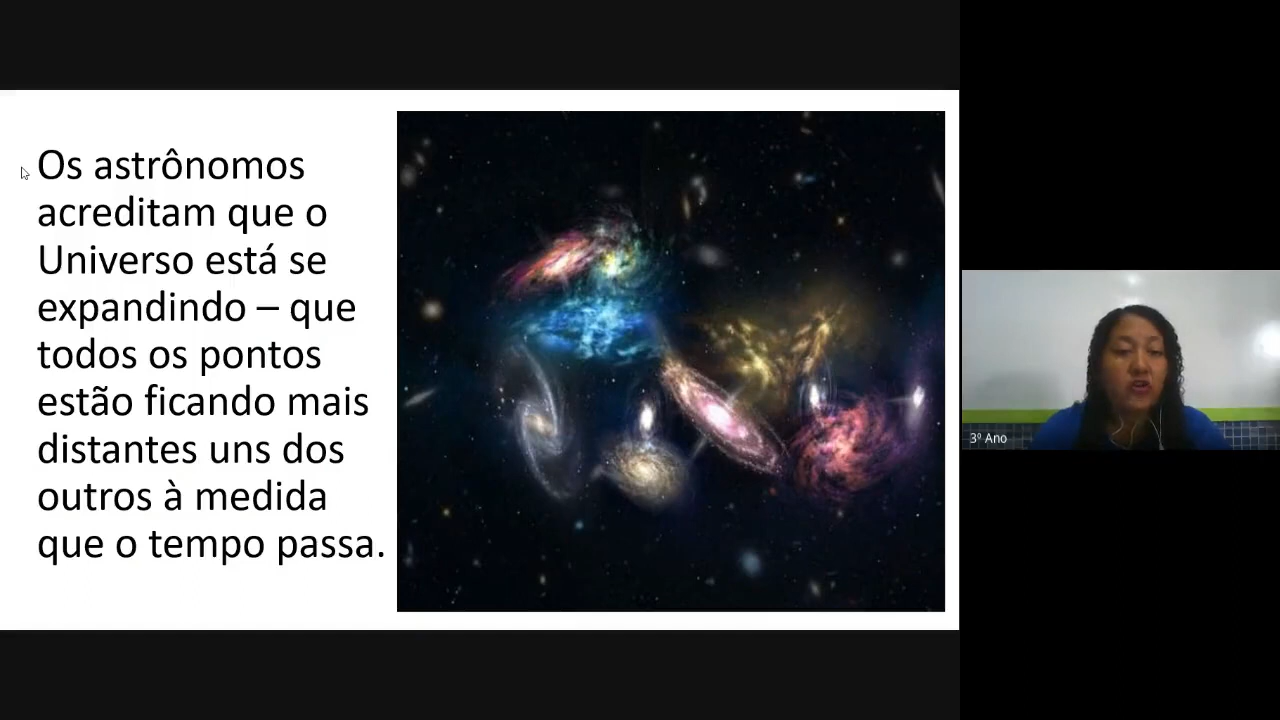 Os astrônomos
acreditam que o
Universo está se
expandindo – que
todos os pontos
estão ficando mais
distantes uns dos
outros à medida
que o tempo passa.
3º Ano